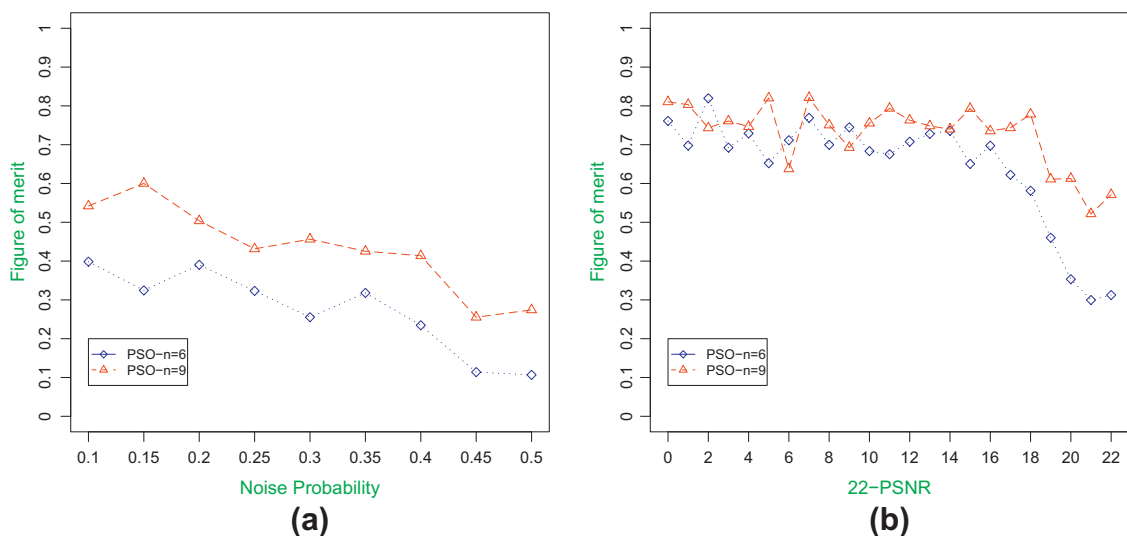 1
0.9
0.8
0.7
0.6
0.5
0.4
0.3
0.2
0.1
0
Figure of merit
PSO−n=6
PSO−n=9
0.1 0.15 0.2 0.25 0.3 0.35 0.4 0.45 0.5
Noise Probability
(a)
1
0.9
0.8
0.7
0.6
0.5
0.4
0.3
0.2
0.1
0
Figure of merit
PSO−n=6
PSO−n=9
0 2 4 6 8 10 12 14 16 18 20 22
22−PSNR
(b)